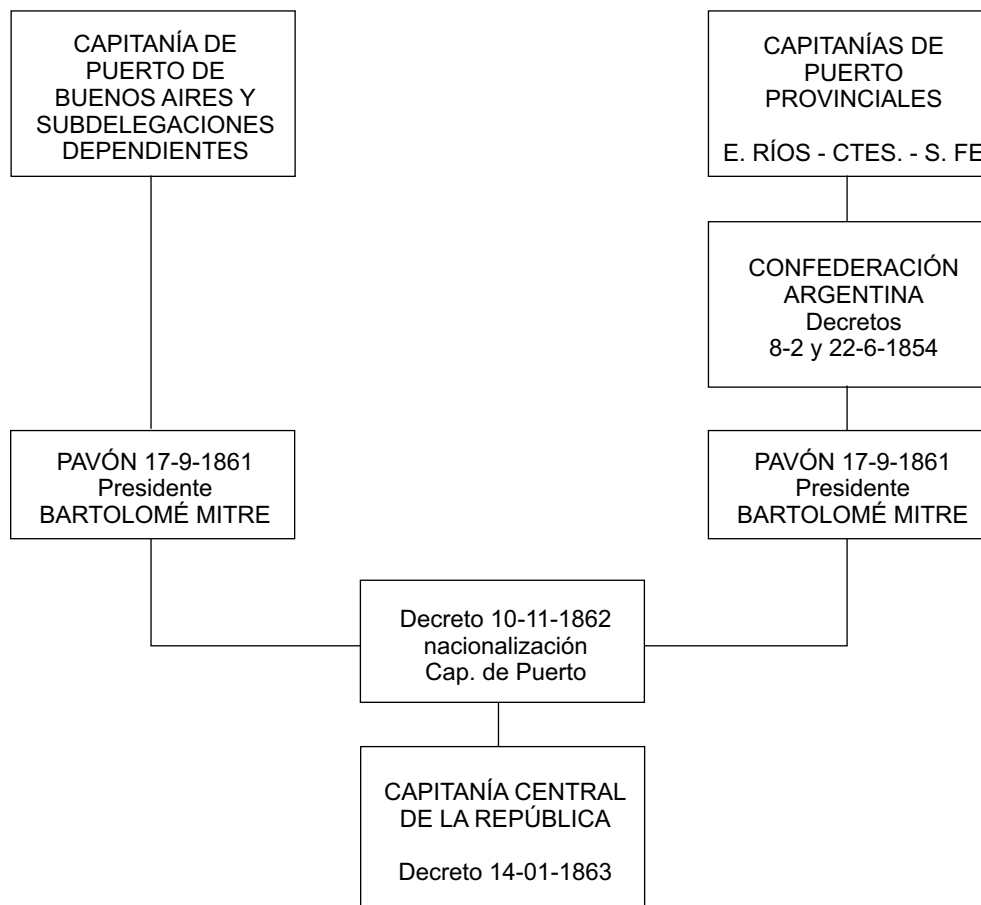 CAPITANÍA DE
PUERTO DE
BUENOS AIRES Y
SUBDELEGACIONES
DEPENDIENTES
CAPITANÍAS DE
PUERTO
PROVINCIALES
E. RÍOS - CTES. - S. FE
CONFEDERACIÓN
ARGENTINA
Decretos
8-2 y 22-6-1854
PAVÓN 17-9-1861
Presidente
BARTOLOMÉ MITRE
PAVÓN 17-9-1861
Presidente
BARTOLOMÉ MITRE
Decreto 10-11-1862
nacionalización
Cap. de Puerto
CAPITANÍA CENTRAL
DE LA REPÚBLICA
Decreto 14-01-1863